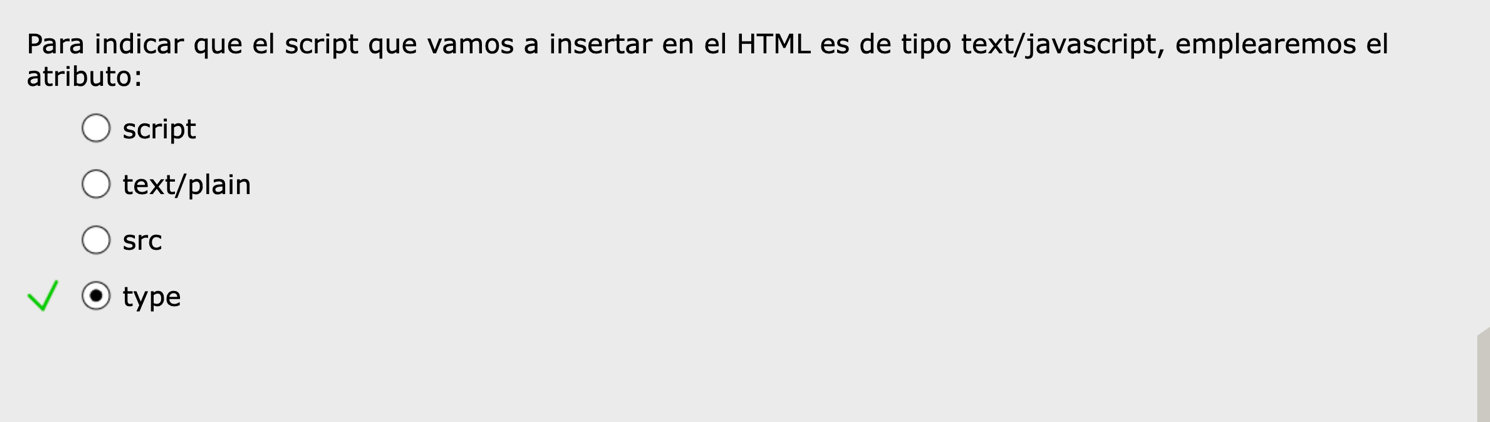 Para indicar que el script que vamos a insertar en el HTML es de tipo text/javascript, emplearemos el
atributo:
script
text/plain
src
type